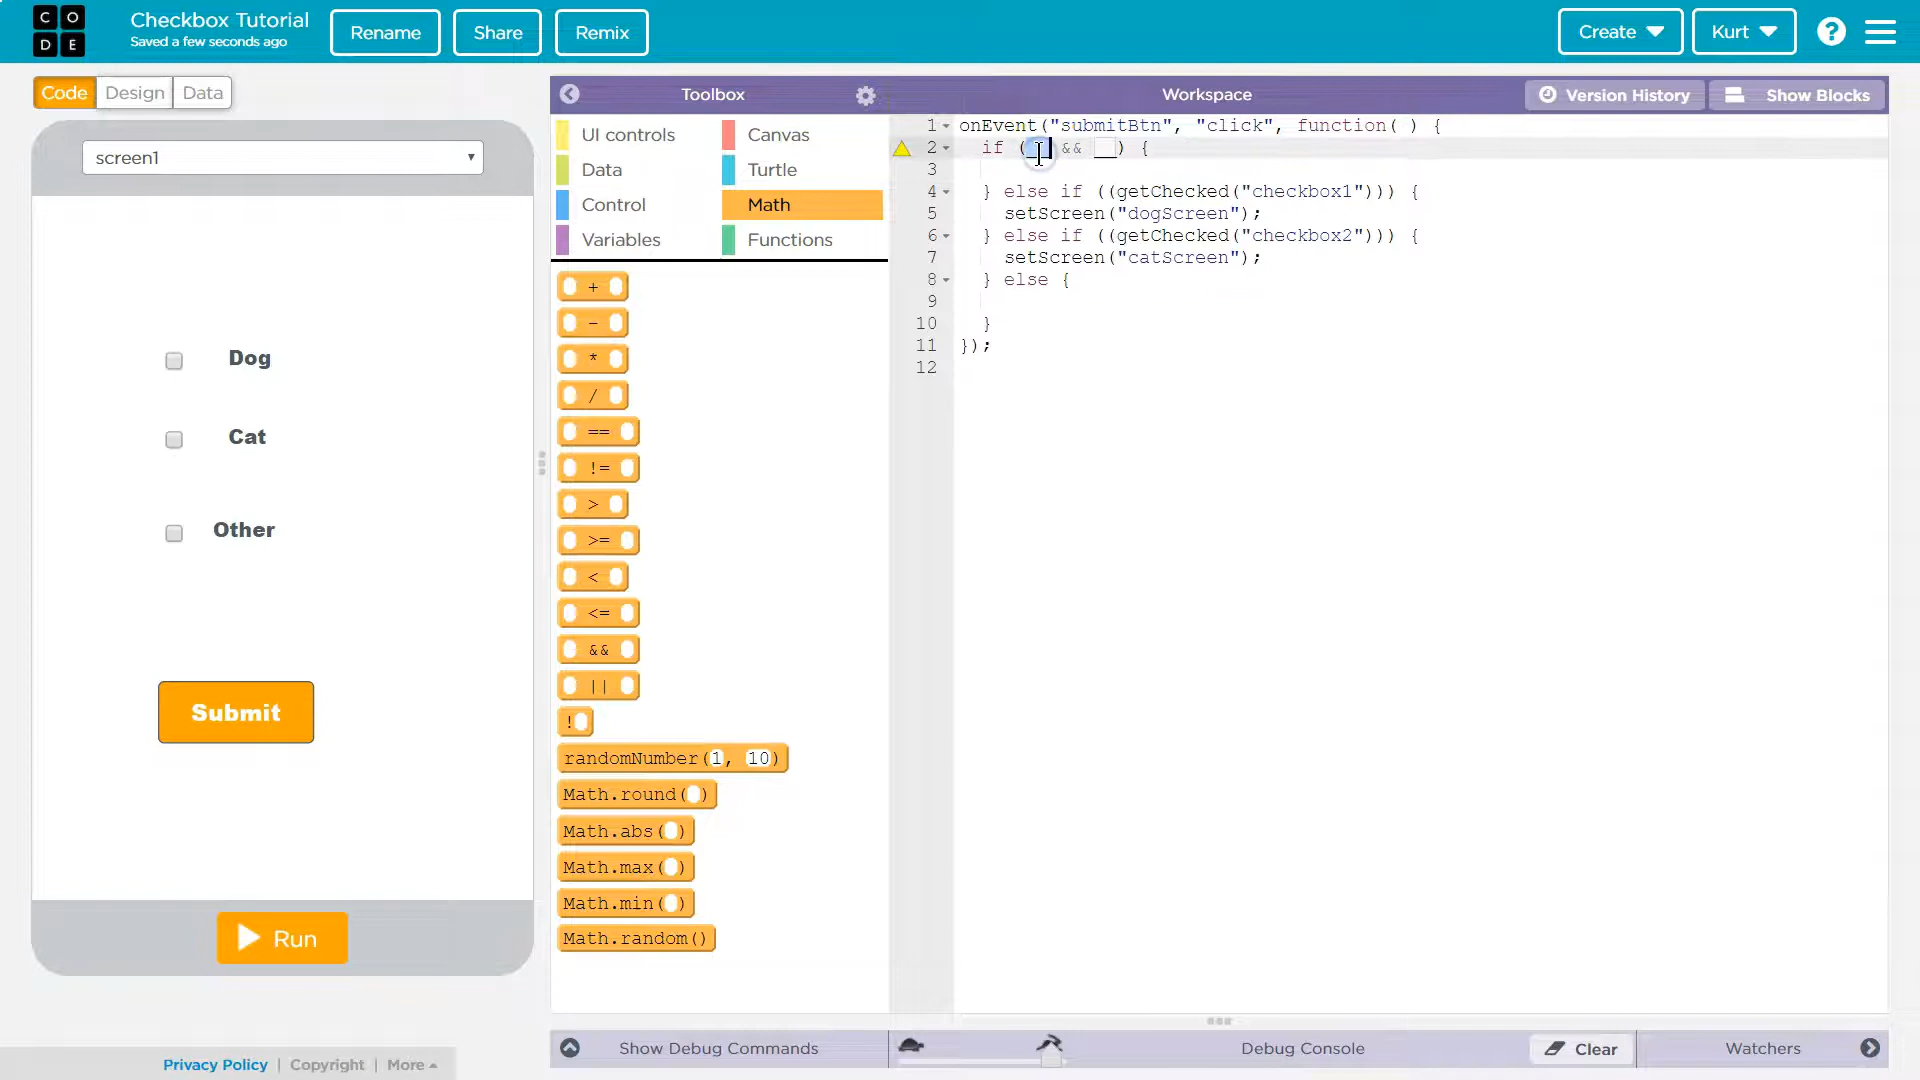 CODE
Checkbox Tutorial
Saved a few seconds ago
Rename
Share
Remix
Create
Kurt
?
Code
Design
Data
screen1
Dog
Cat
Other
Submit
Run
Privacy Policy | Copyright | More
Toolbox
UI controls
Canvas
Data
Turtle
Control
Math
Variables
Functions
+
-
*
/
==
!=
>
>=
<
<=
&&
||
!
randomNumber(1, 10)
Math.round( )
Math.abs( )
Math.max( )
Math.min( )
Math.random()
Workspace
Version History
Show Blocks
1 onEvent("submitBtn", "click", function( ) {
2 if (__ && __) {
3
4 } else if ((getChecked("checkbox1"))) {
5 setScreen("dogScreen");
6 } else if ((getChecked("checkbox2"))) {
7 setScreen("catScreen");
8 } else {
9
10 }
11 });
12
Show Debug Commands
Debug Console
Clear
Watchers